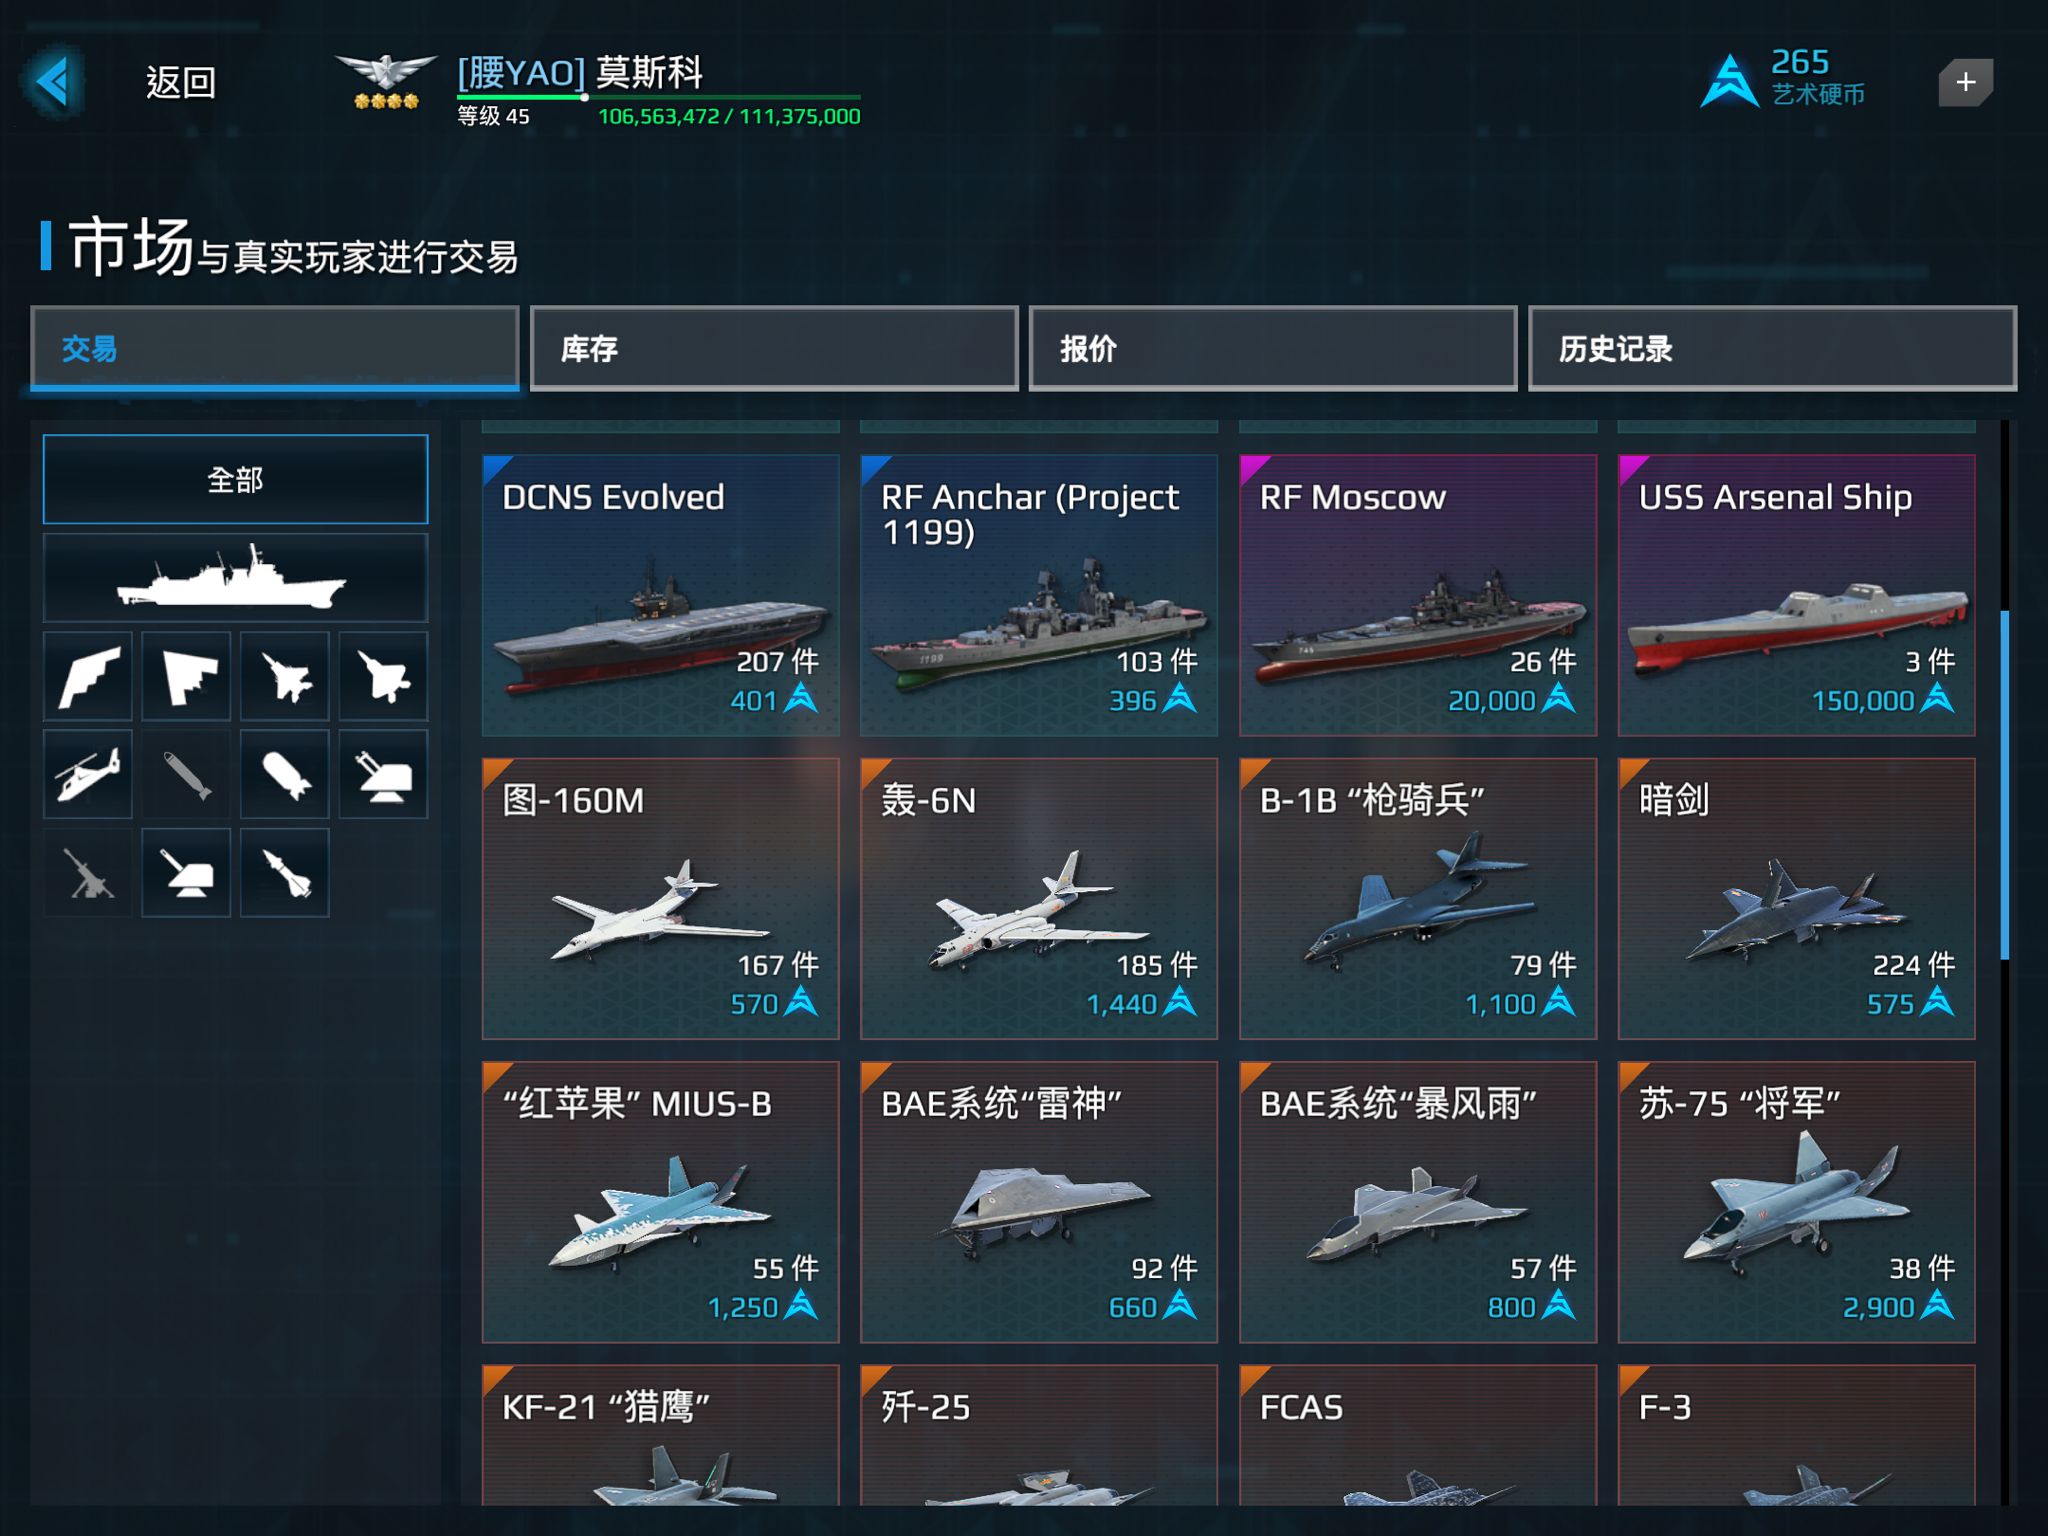 返回
[腰YAO] 莫斯科
等级 45
106,563,472 / 111,375,000
265
艺术硬币
+
市场与真实玩家进行交易
交易
库存
报价
历史记录
全部
DCNS Evolved
207 件
401
RF Anchar (Project
1199)
1199
103 件
396
RF Moscow
745
26 件
20,000
USS Arsenal Ship
3 件
150,000
图-160M
167 件
570
轰-6N
185 件
1,440
B-1B “枪骑兵”
79 件
1,100
暗剑
224 件
575
“红苹果” MIUS-B
55 件
1,250
BAE系统“雷神”
92 件
660
BAE系统“暴风雨”
57 件
800
苏-75 “将军”
38 件
2,900
KF-21 “猎鹰”
歼-25
FCAS
F-3